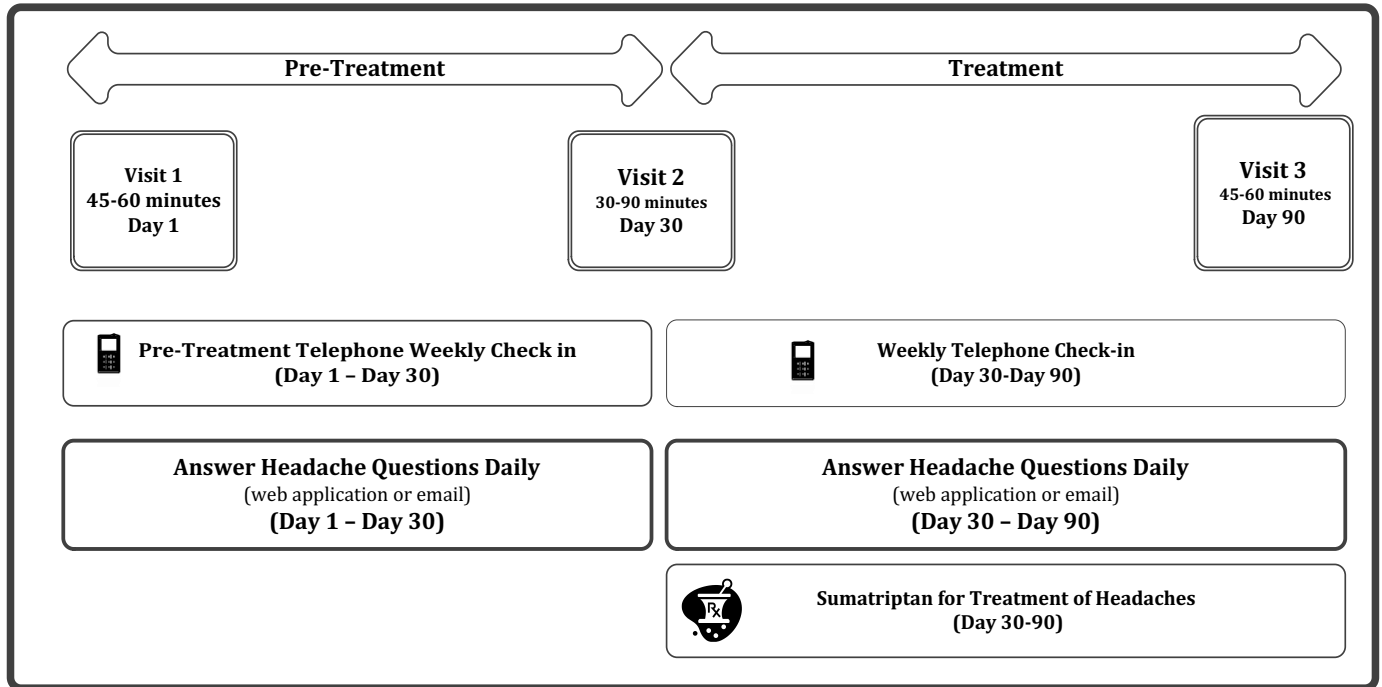 Pre-Treatment
Treatment
Visit 1
45-60 minutes
Day 1
Visit 2
30-90 minutes
Day 30
Visit 3
45-60 minutes
Day 90
Pre-Treatment Telephone Weekly Check in
(Day 1 – Day 30)
Weekly Telephone Check-in
(Day 30-Day 90)
Answer Headache Questions Daily
(web application or email)
(Day 1 – Day 30)
Answer Headache Questions Daily
(web application or email)
(Day 30 – Day 90)
Rx
Sumatriptan for Treatment of Headaches
(Day 30-90)